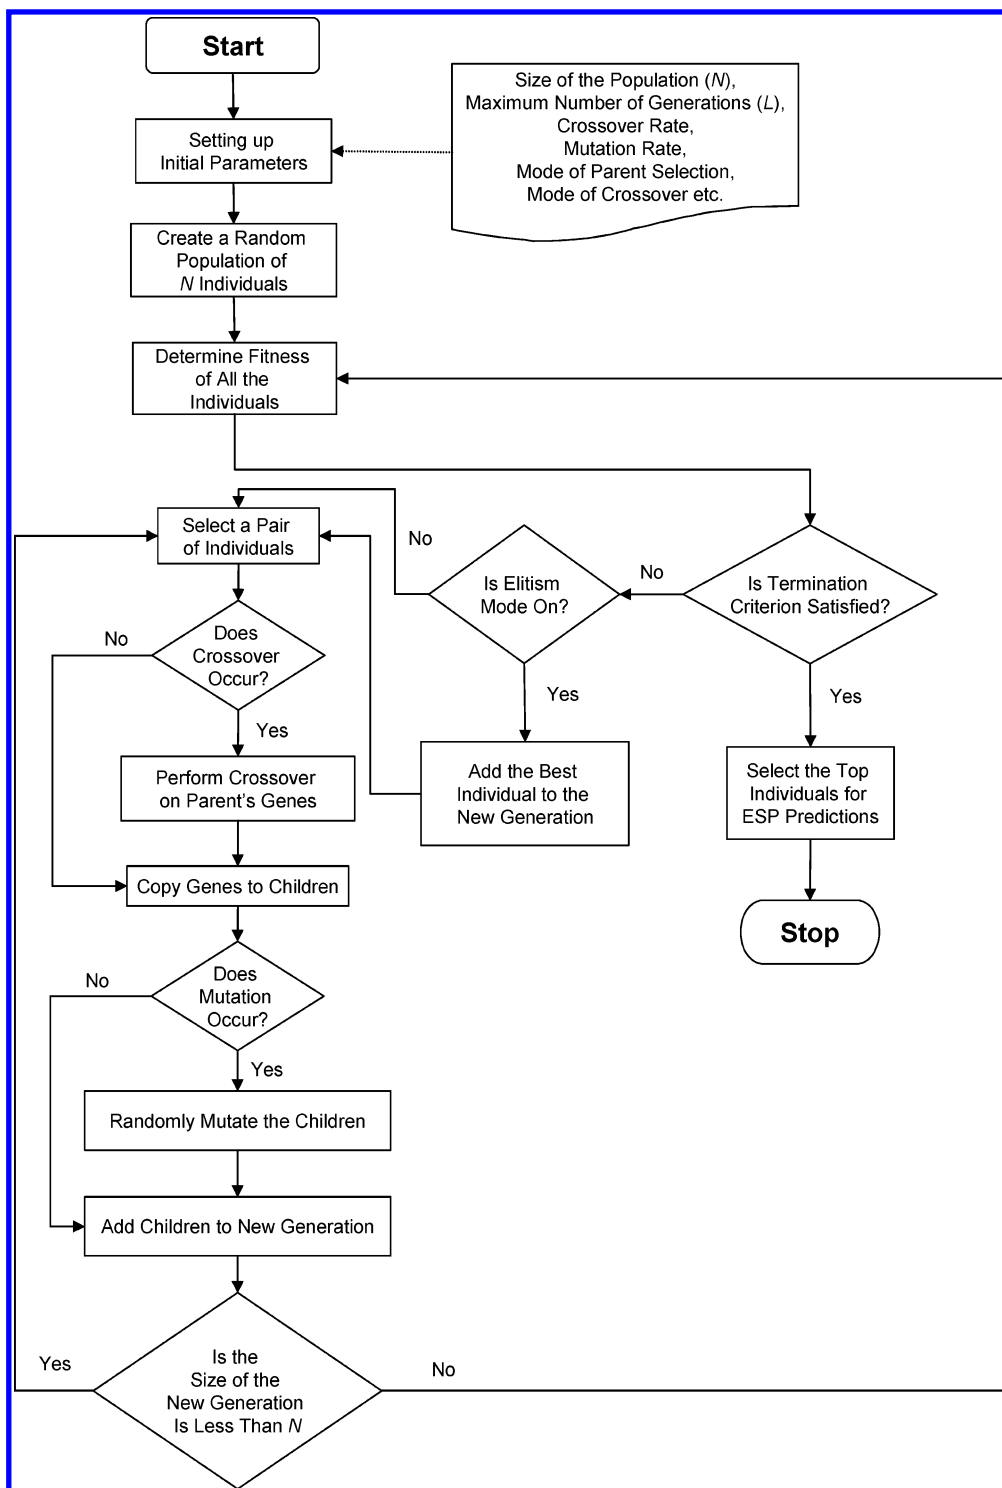 Start
Size of the Population (N),
Maximum Number of Generations (L),
Crossover Rate,
Mutation Rate,
Mode of Parent Selection,
Mode of Crossover etc.
Setting up
Initial Parameters
Create a Random
Population of
N Individuals
Determine Fitness
of All the
Individuals
Select a Pair
of Individuals
No
Is Elitism
Mode On?
No
Is Termination
Criterion Satisfied?
No
Does
Crossover
Occur?
Yes
Yes
Yes
Perform Crossover
on Parent's Genes
Add the Best
Individual to the
New Generation
Select the Top
Individuals for
ESP Predictions
Copy Genes to Children
Stop
No
Does
Mutation
Occur?
Yes
Randomly Mutate the Children
Add Children to New Generation
Yes
Is the
Size of the
New Generation
Is Less Than N
No